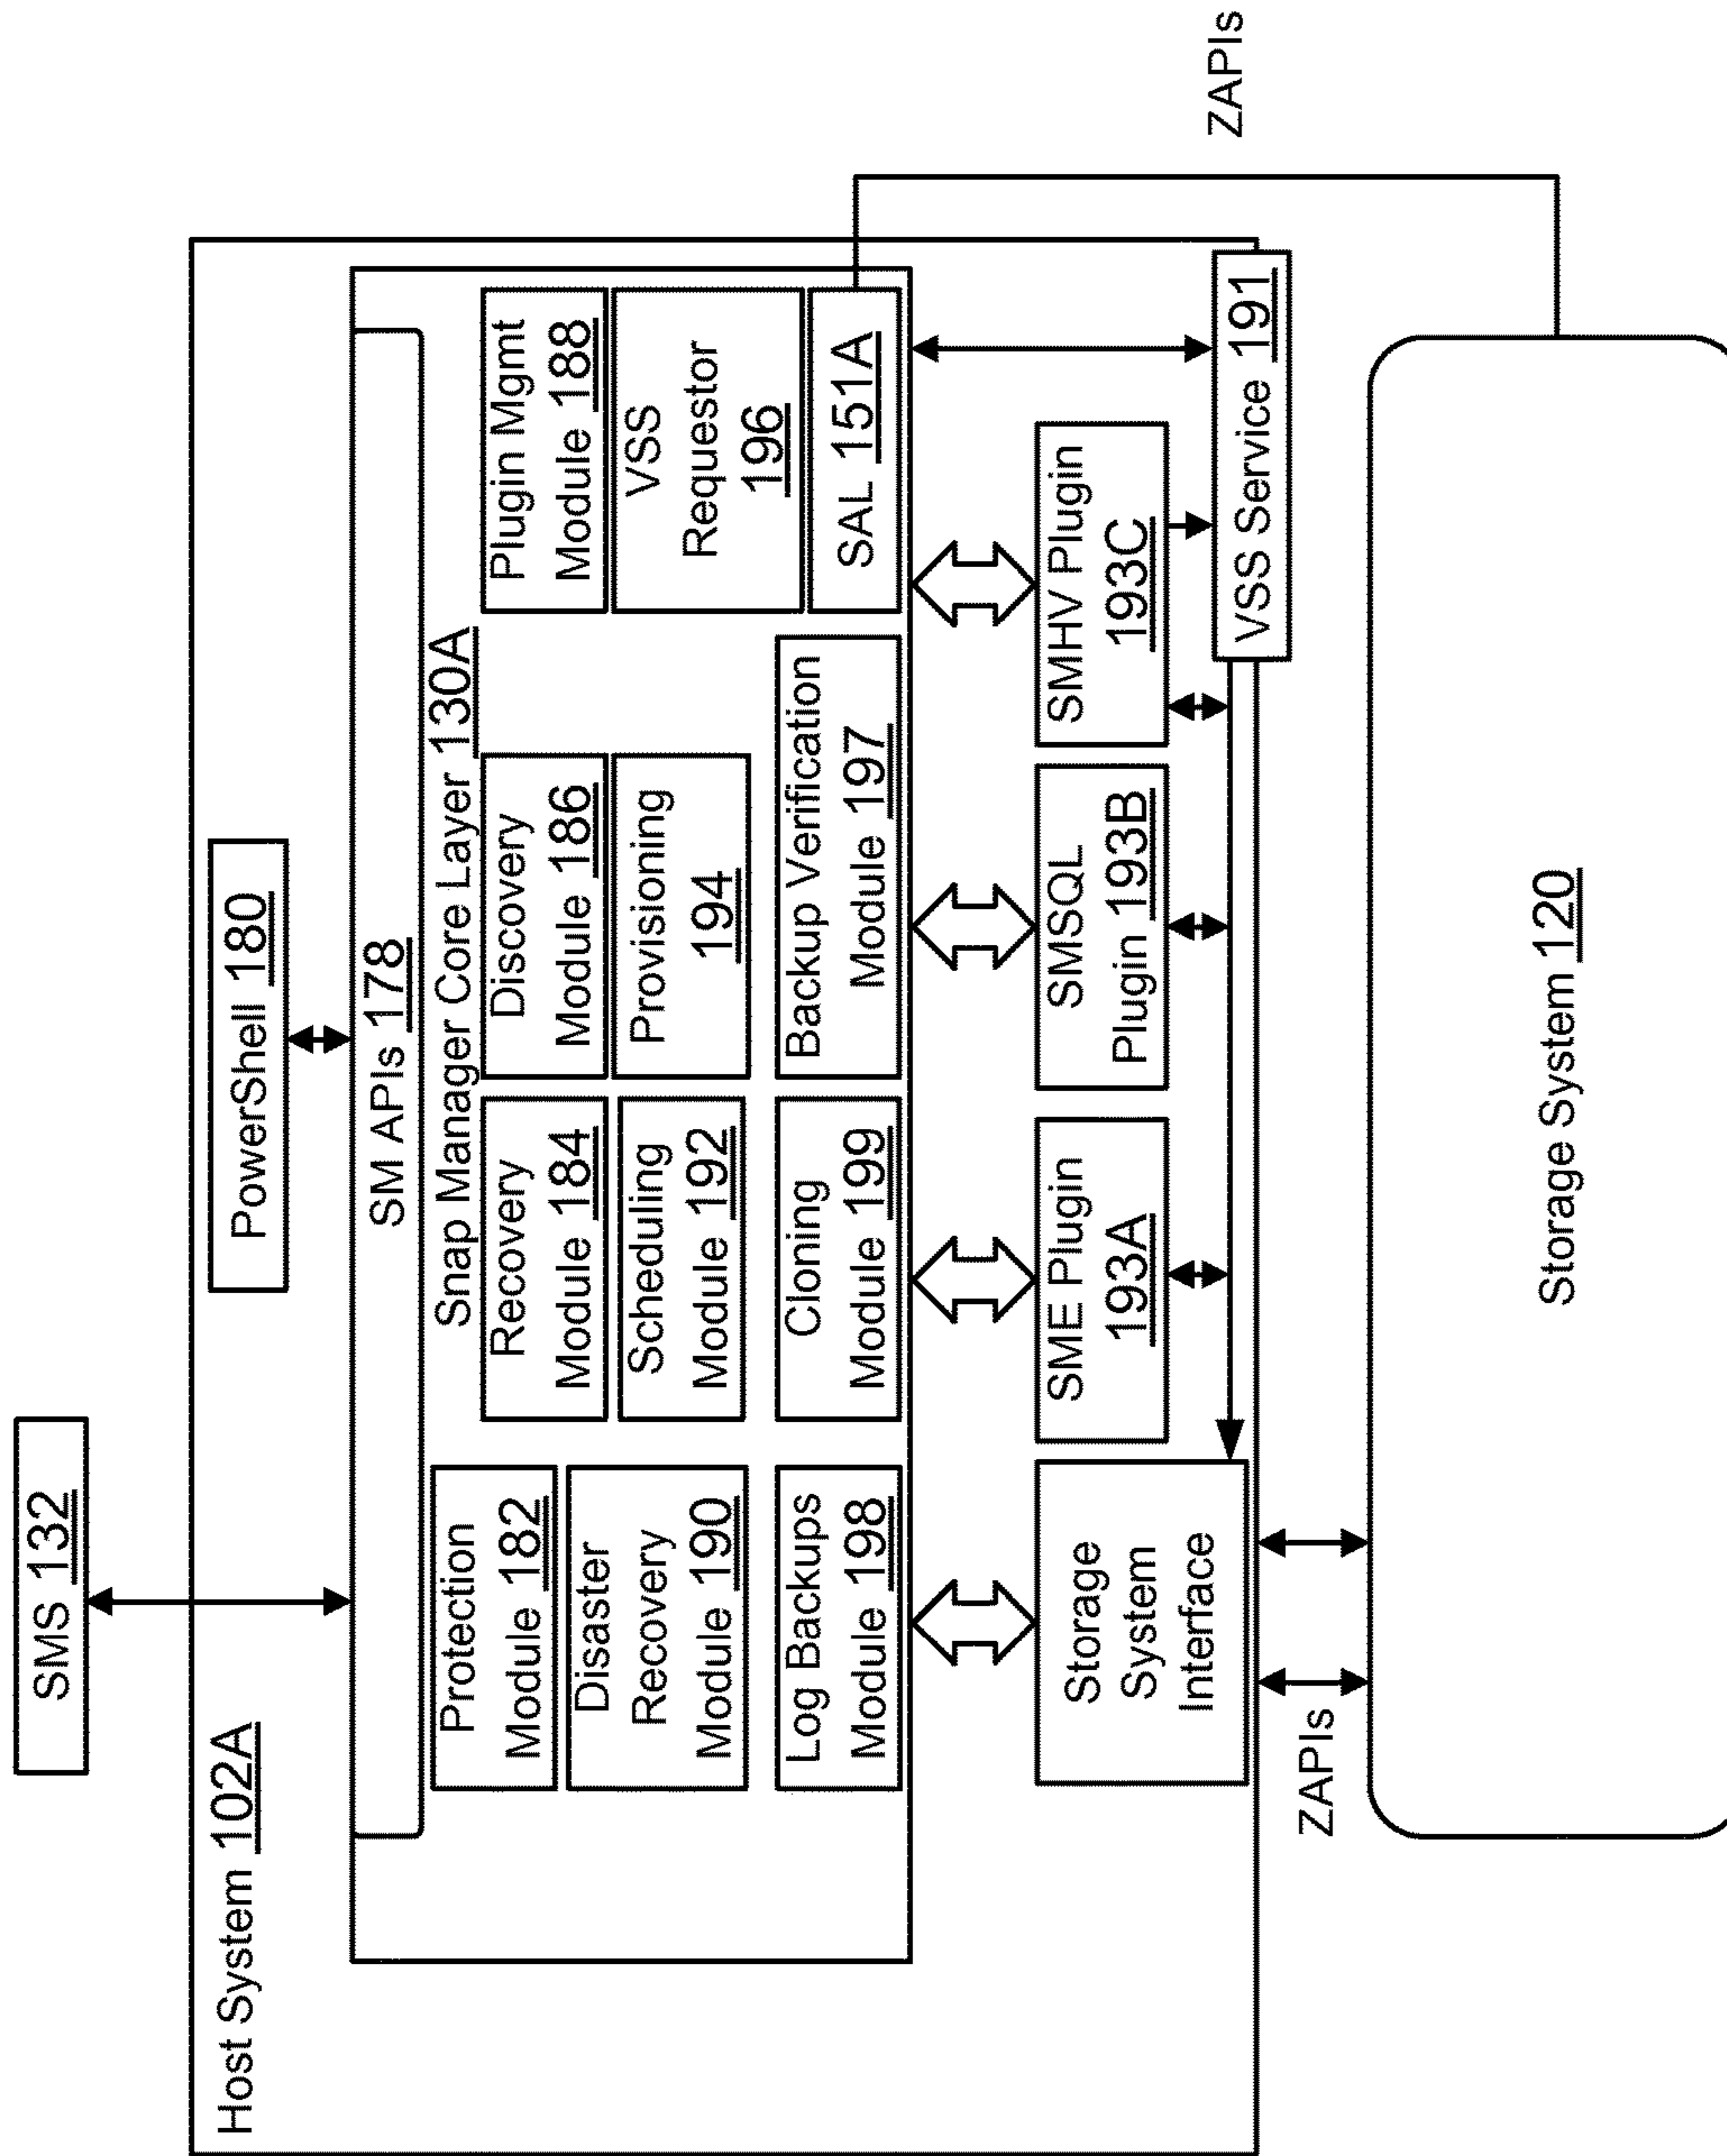 SMS 132
Host System 102A
PowerShell 180
SM APIs 178
Snap Manager Core Layer 130A
Protection
Module 182
Recovery
Module 184
Discovery
Module 186
Plugin Mgmt
Module 188
Disaster
Recovery
Module 190
Scheduling
Module 192
Provisioning
194
VSS
Requestor
196
Log Backups
Module 198
Cloning
Module 199
Backup Verification
Module 197
SAL 151A
Storage
System
Interface
SME Plugin
193A
SMSQL
Plugin 193B
SMHV Plugin
193C
VSS Service 191
ZAPIs
ZAPIs
Storage System 120